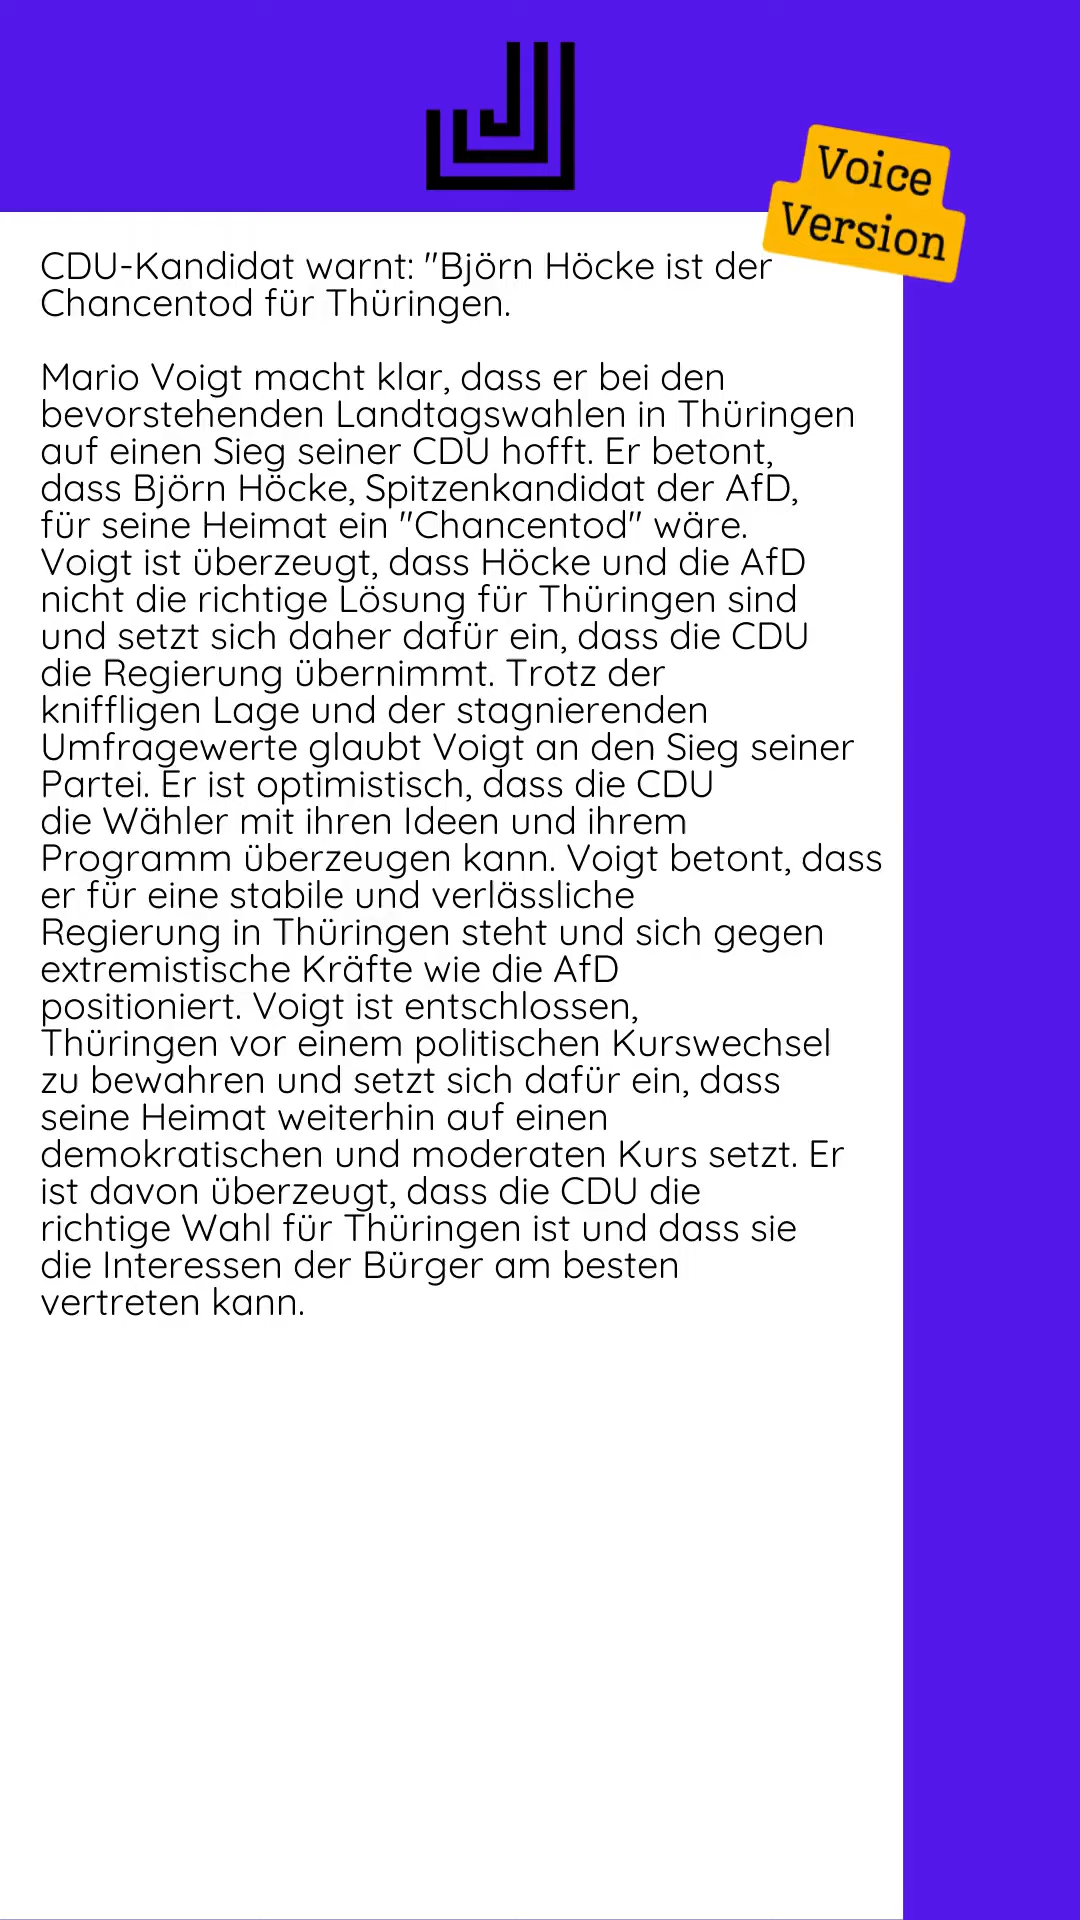 Voice
Version
CDU-Kandidat warnt: "Björn Höcke ist der
Chancentod für Thüringen.
Mario Voigt macht klar, dass er bei den
bevorstehenden Landtagswahlen in Thüringen
auf einen Sieg seiner CDU hofft. Er betont,
dass Björn Höcke, Spitzenkandidat der AfD,
für seine Heimat ein "Chancentod" wäre.
Voigt ist überzeugt, dass Höcke und die AfD
nicht die richtige Lösung für Thüringen sind
und setzt sich daher dafür ein, dass die CDU
die Regierung übernimmt. Trotz der
kniffligen Lage und der stagnierenden
Umfragewerte glaubt Voigt an den Sieg seiner
Partei. Er ist optimistisch, dass die CDU
die Wähler mit ihren Ideen und ihrem
Programm überzeugen kann. Voigt betont, dass
er für eine stabile und verlässliche
Regierung in Thüringen steht und sich gegen
extremistische Kräfte wie die AfD
positioniert. Voigt ist entschlossen,
Thüringen vor einem politischen Kurswechsel
zu bewahren und setzt sich dafür ein, dass
seine Heimat weiterhin auf einen
demokratischen und moderaten Kurs setzt. Er
ist davon überzeugt, dass die CDU die
richtige Wahl für Thüringen ist und dass sie
die Interessen der Bürger am besten
vertreten kann.